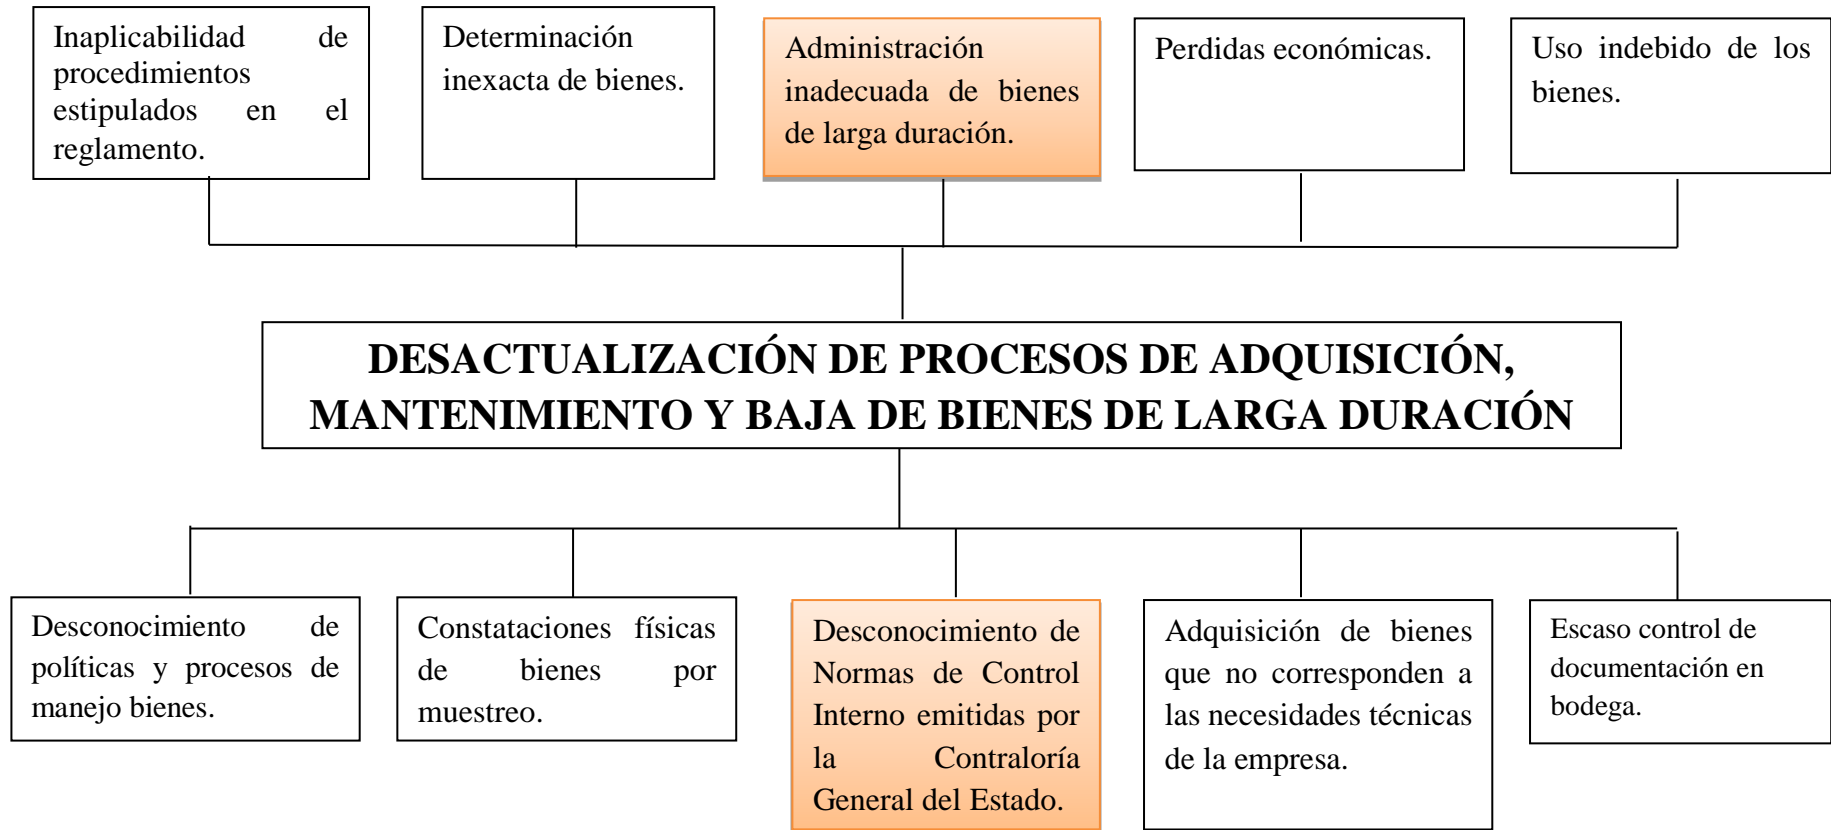 Inaplicabilidad de
procedimientos
estipulados en el
reglamento.
Determinación
inexacta de bienes.
Administración
inadecuada de bienes
de larga duración.
Perdidas económicas.
Uso indebido de los
bienes.
DESACTUALIZACIÓN DE PROCESOS DE ADQUISICIÓN,
MANTENIMIENTO Y BAJA DE BIENES DE LARGA DURACIÓN
Desconocimiento de
políticas y procesos de
manejo bienes.
Constataciones físicas
de bienes por
muestreo.
Desconocimiento de
Normas de Control
Interno emitidas por
la Contraloría
General del Estado.
Adquisición de bienes
que no corresponden a
las necesidades técnicas
de la empresa.
Escaso control de
documentación en
bodega.